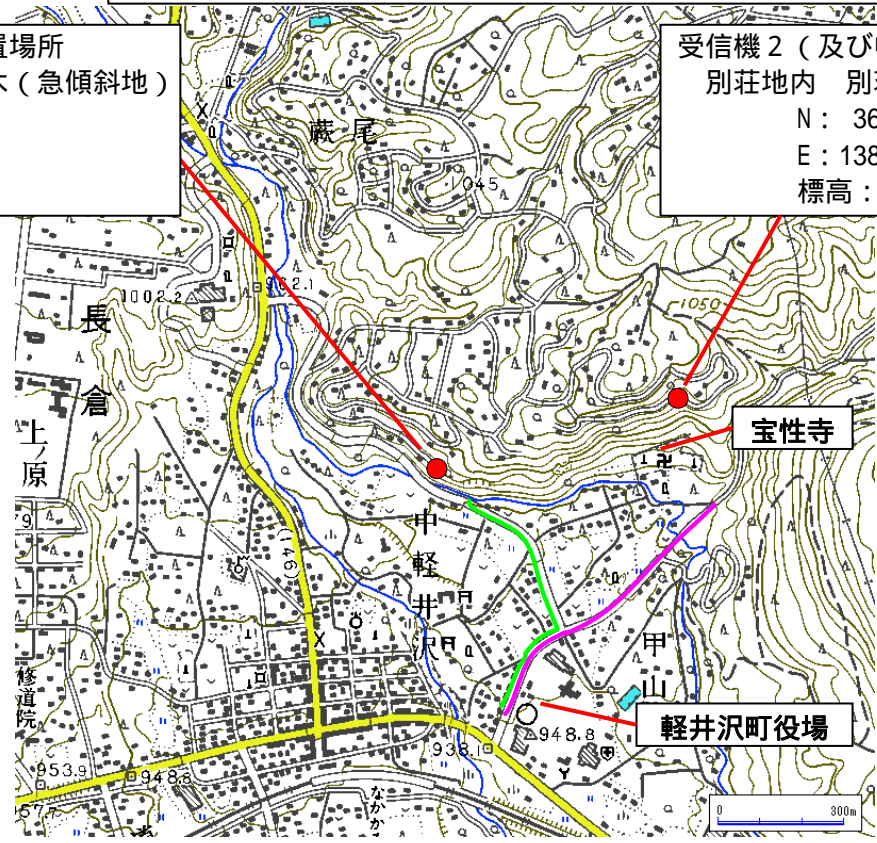 置場所
木（急傾斜地）
受信機２（及び
別荘地内　別
N： 36
E：138
標高：
蕨尾
1045
1002.2
962.1
1050
長倉
上ノ原
宝性寺
中軽井沢
(146)
甲山
修道院
軽井沢町役場
948.8
938.1
953.9
948.8
なかか
0
300m